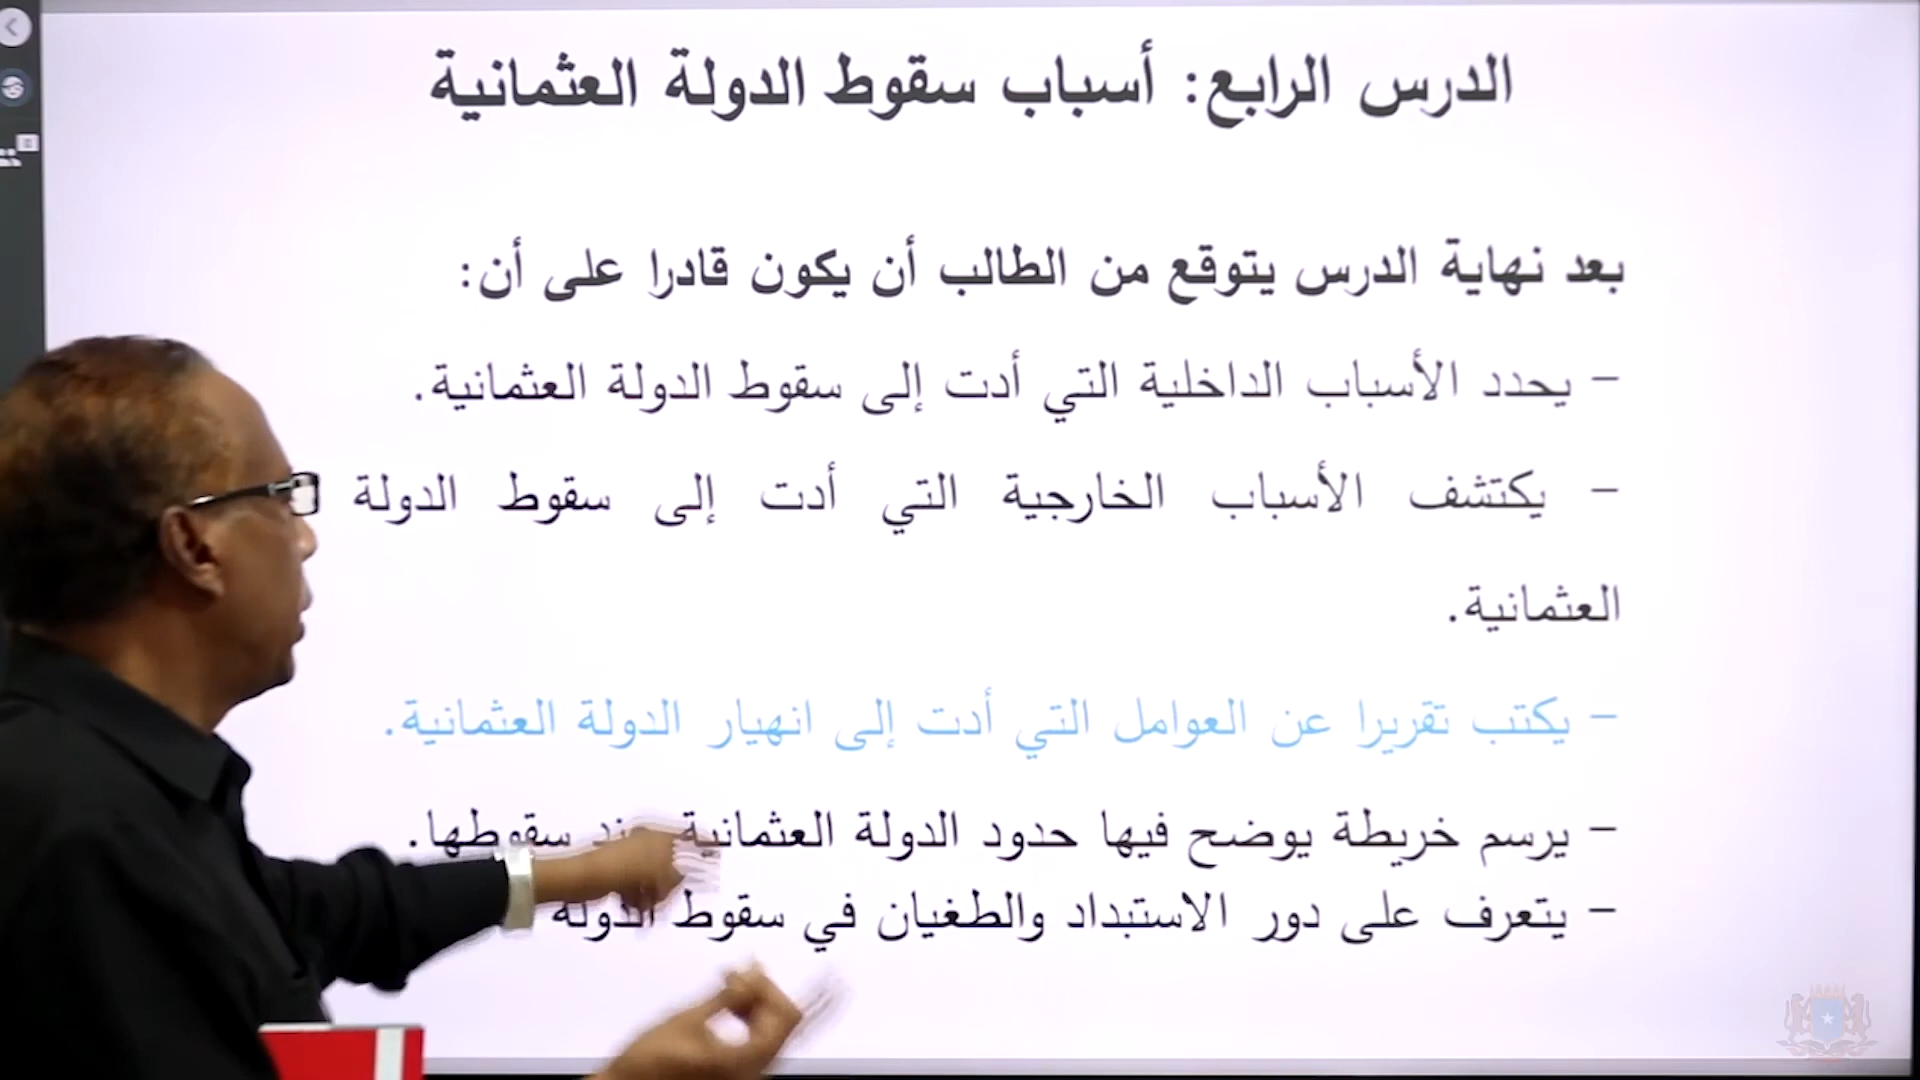 الدرس الرابع: أسباب سقوط الدولة العثمانية
بعد نهاية الدرس يتوقع من الطالب أن يكون قادرا على أن:
– يحدد الأسباب الداخلية التي أدت إلى سقوط الدولة العثمانية.
– يكتشف الأسباب الخارجية التي أدت إلى سقوط الدولة
العثمانية.
– يكتب تقريرا عن العوامل التي أدت إلى انهيار الدولة العثمانية.
– يرسم خريطة يوضح فيها حدود الدولة العثمانية سقوطها.
– يتعرف على دور الاستبداد والطغيان في سقوط الدولة